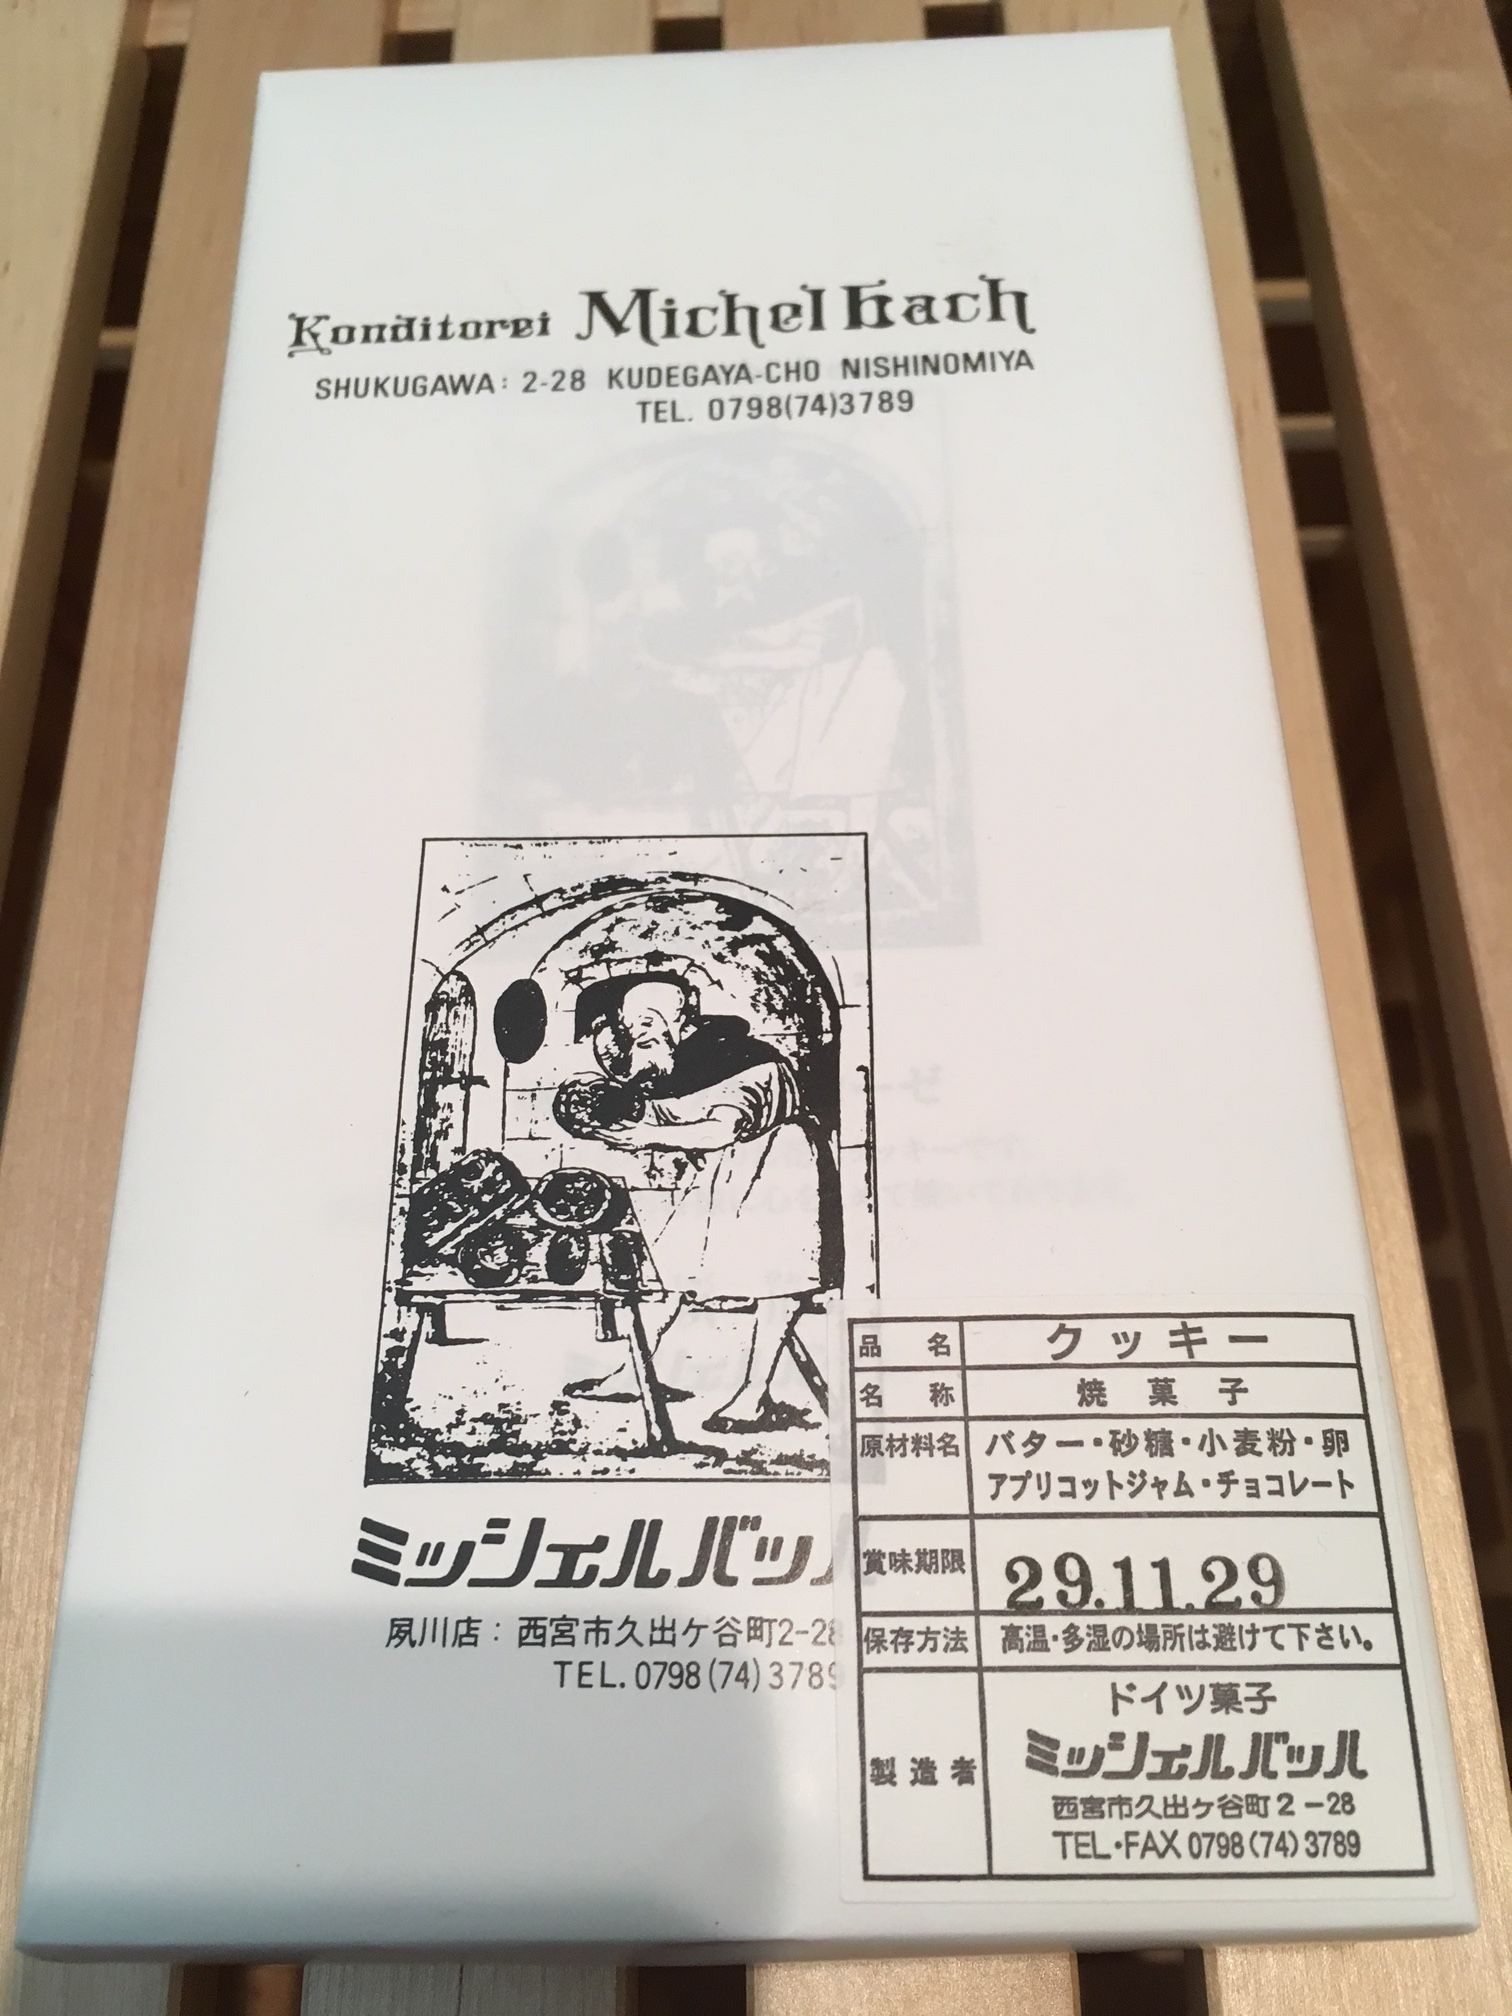 Konditorei Michelbach
SHUKUGAWA: 2-28 KUDEGAYA-CHO NISHINOMIYA
TEL. 0798(74)3789
ミッシェルバッハ
夙川店：西宮市久出ケ谷町2-28
TEL.0798(74)3789
品名 クッキー
名称 焼菓子
原材料名 バター・砂糖・小麦粉・卵
アプリコットジャム・チョコレート
賞味期限 29.11.29
保存方法 高温・多湿の場所は避けて下さい。
製造者 ドイツ菓子
ミッシェルバッハ
西宮市久出ヶ谷町2-28
TEL・FAX 0798(74)3789